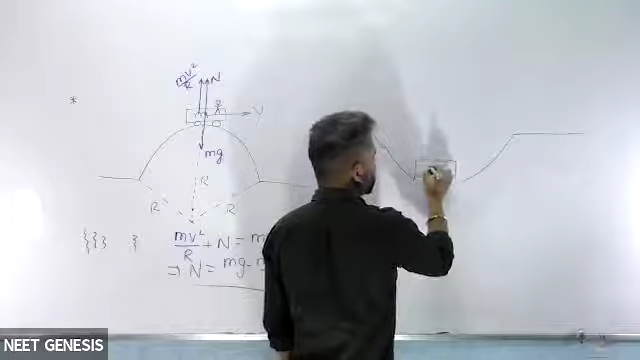 *
mv²/R N
V
mg
R
R R
mv²/R + N = m
⇒ N = mg - m
NEET GENESIS